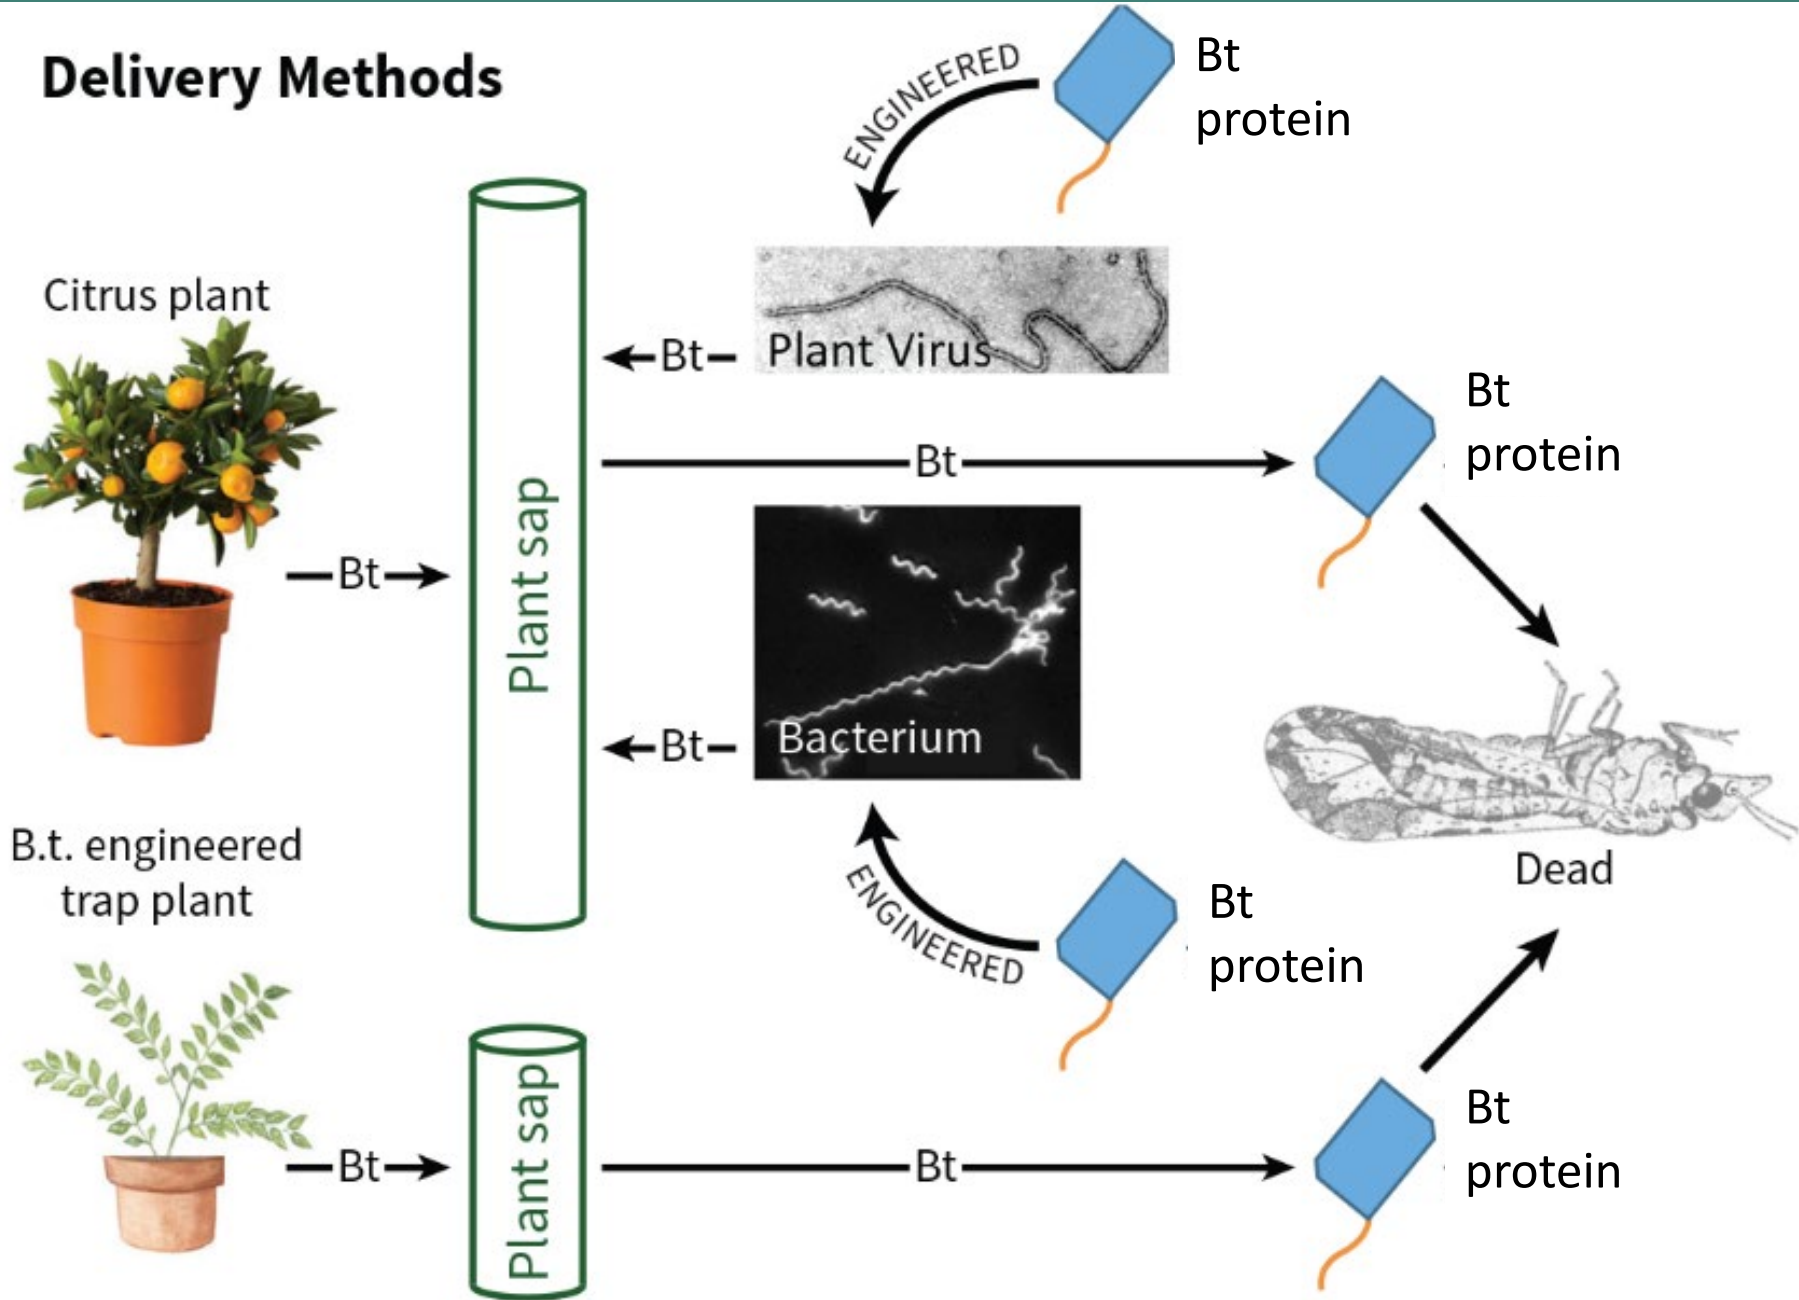 Delivery Methods
Bt
protein
ENGINEERED
Citrus plant
Bt
Plant Virus
Bt
protein
Bt
Plant sap
Bt
Bt
Bacterium
B.t. engineered
trap plant
Dead
ENGINEERED
Bt
protein
Plant sap
Bt
Bt
Bt
protein